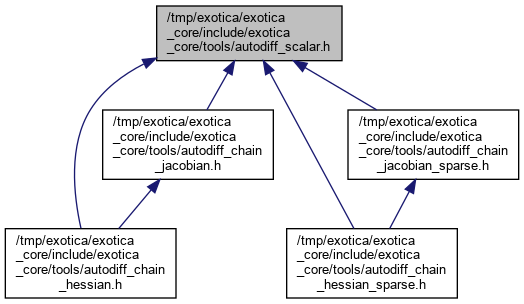 /tmp/exotica/exotica
_core/include/exotica
_core/tools/autodiff_scalar.h
/tmp/exotica/exotica
_core/include/exotica
_core/tools/autodiff_chain
_jacobian.h
/tmp/exotica/exotica
_core/include/exotica
_core/tools/autodiff_chain
_jacobian_sparse.h
/tmp/exotica/exotica
_core/include/exotica
_core/tools/autodiff_chain
_hessian.h
/tmp/exotica/exotica
_core/include/exotica
_core/tools/autodiff_chain
_hessian_sparse.h